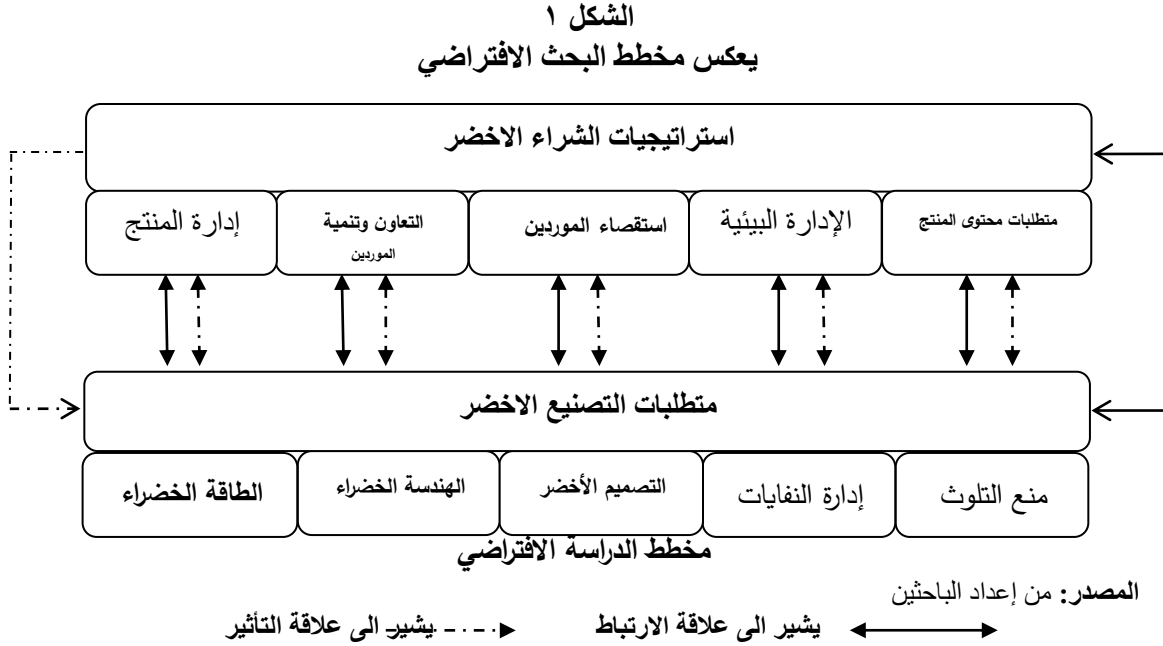 الشكل ١
يعكس مخطط البحث الافتراضي
استراتيجيات الشراء الاخضر
متطلبات محتوى المنتج
الإدارة البيئية
استقصاء الموردين
التعاون وتنمية
الموردين
إدارة المنتج
متطلبات التصنيع الاخضر
منع التلوث
إدارة النفايات
التصميم الأخضر
الهندسة الخضراء
الطاقة الخضراء
مخطط الدراسة الافتراضي
المصدر: من إعداد الباحثين
يشير الى علاقة الارتباط
يشير الى علاقة التأثير